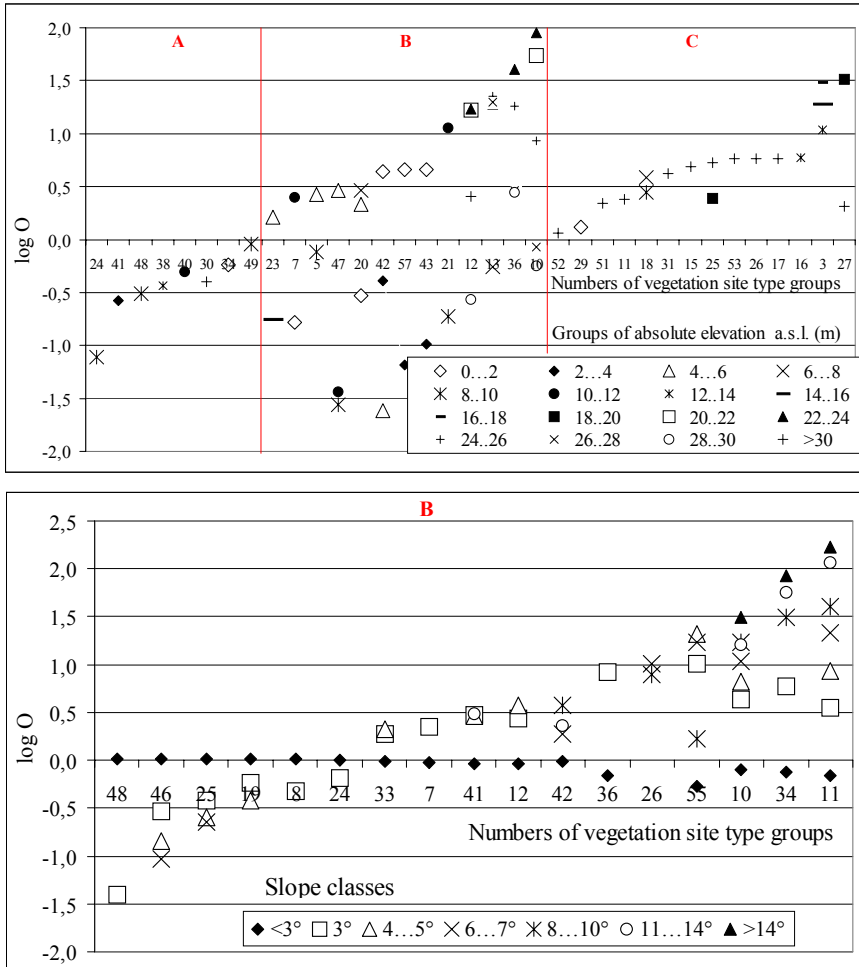 A B C
2,0
1,5
1,0
0,5
0,0
-0,5
-1,0
-1,5
-2,0
log O
24 41 48 38 40 30 54 49 23 7 5 47 20 42 57 43 21 12 13 36 10 52 29 51 11 18 31 15 25 53 26 17 16 3 27
Numbers of vegetation site type groups
Groups of absolute elevation a.s.l. (m)
0…2 2…4 4…6 6…8
8..10 10..12 12..14 14..16
16..18 18..20 20..22 22..24
24..26 26..28 28..30 >30
B
2,5
2,0
1,5
1,0
0,5
0,0
-0,5
-1,0
-1,5
-2,0
log O
48 46 25 19 8 24 33 7 41 12 42 36 26 55 10 34 11
Numbers of vegetation site type groups
Slope classes
<3° 3° 4…5° 6…7° 8…10° 11…14° >14°